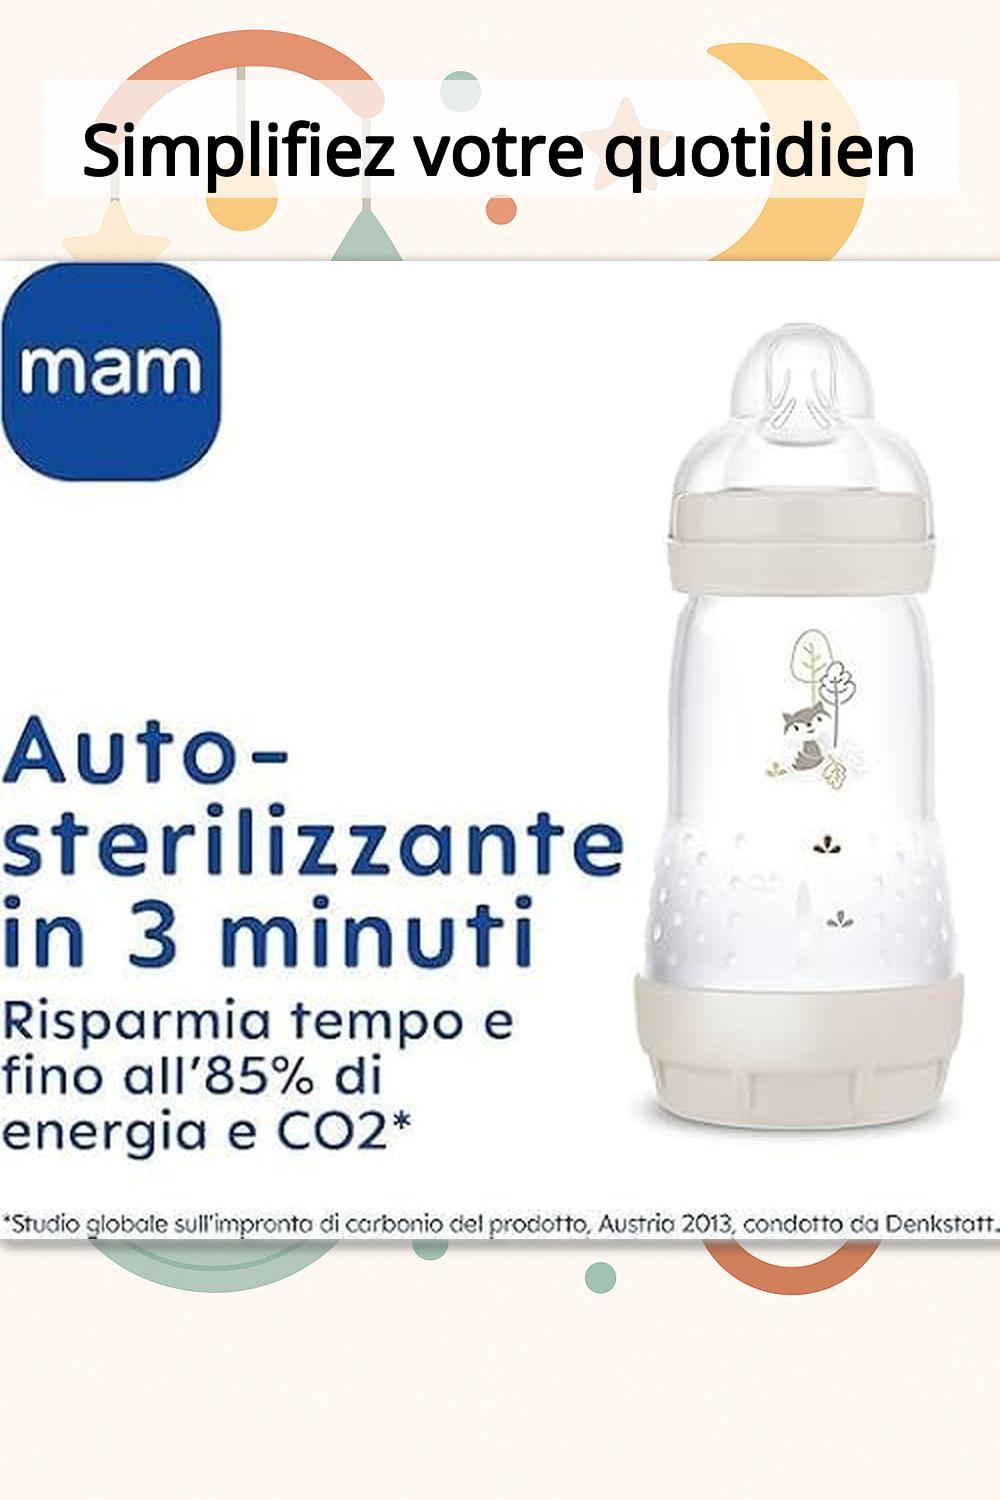 Simplifiez votre quotidien
mam
Auto-
sterilizzante
in 3 minuti
Risparmia tempo e
fino all'85% di
energia e CO2*
*Studio globale sull'impronta di carbonio del prodotto, Austria 2013, condotto da Denkstatt.